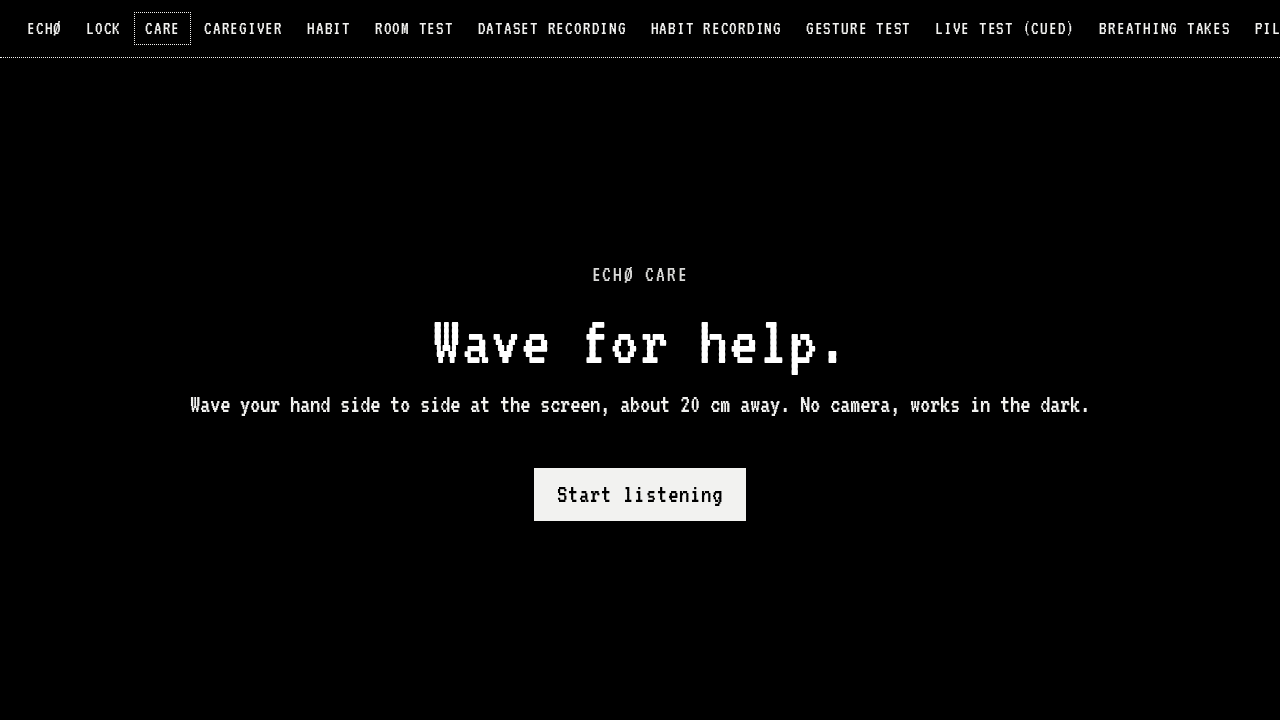 ECHØ LOCK CARE CAREGIVER HABIT ROOM TEST DATASET RECORDING HABIT RECORDING GESTURE TEST LIVE TEST (CUED) BREATHING TAKES
ECHØ CARE
Wave for help.
Wave your hand side to side at the screen, about 20 cm away. No camera, works in the dark.
Start listening